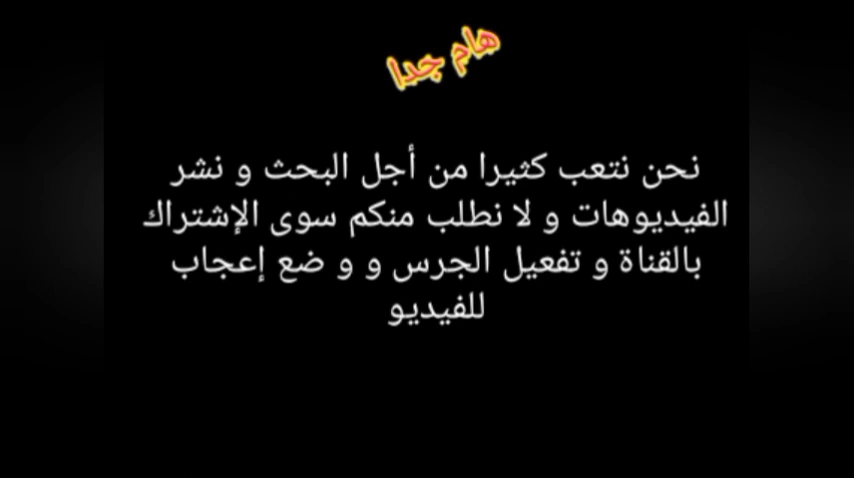 هام جدا
نحن نتعب كثيرا من أجل البحث و نشر
الفيديوهات و لا نطلب منكم سوى الإشتراك
بالقناة و تفعيل الجرس و و ضع إعجاب
للفيديو